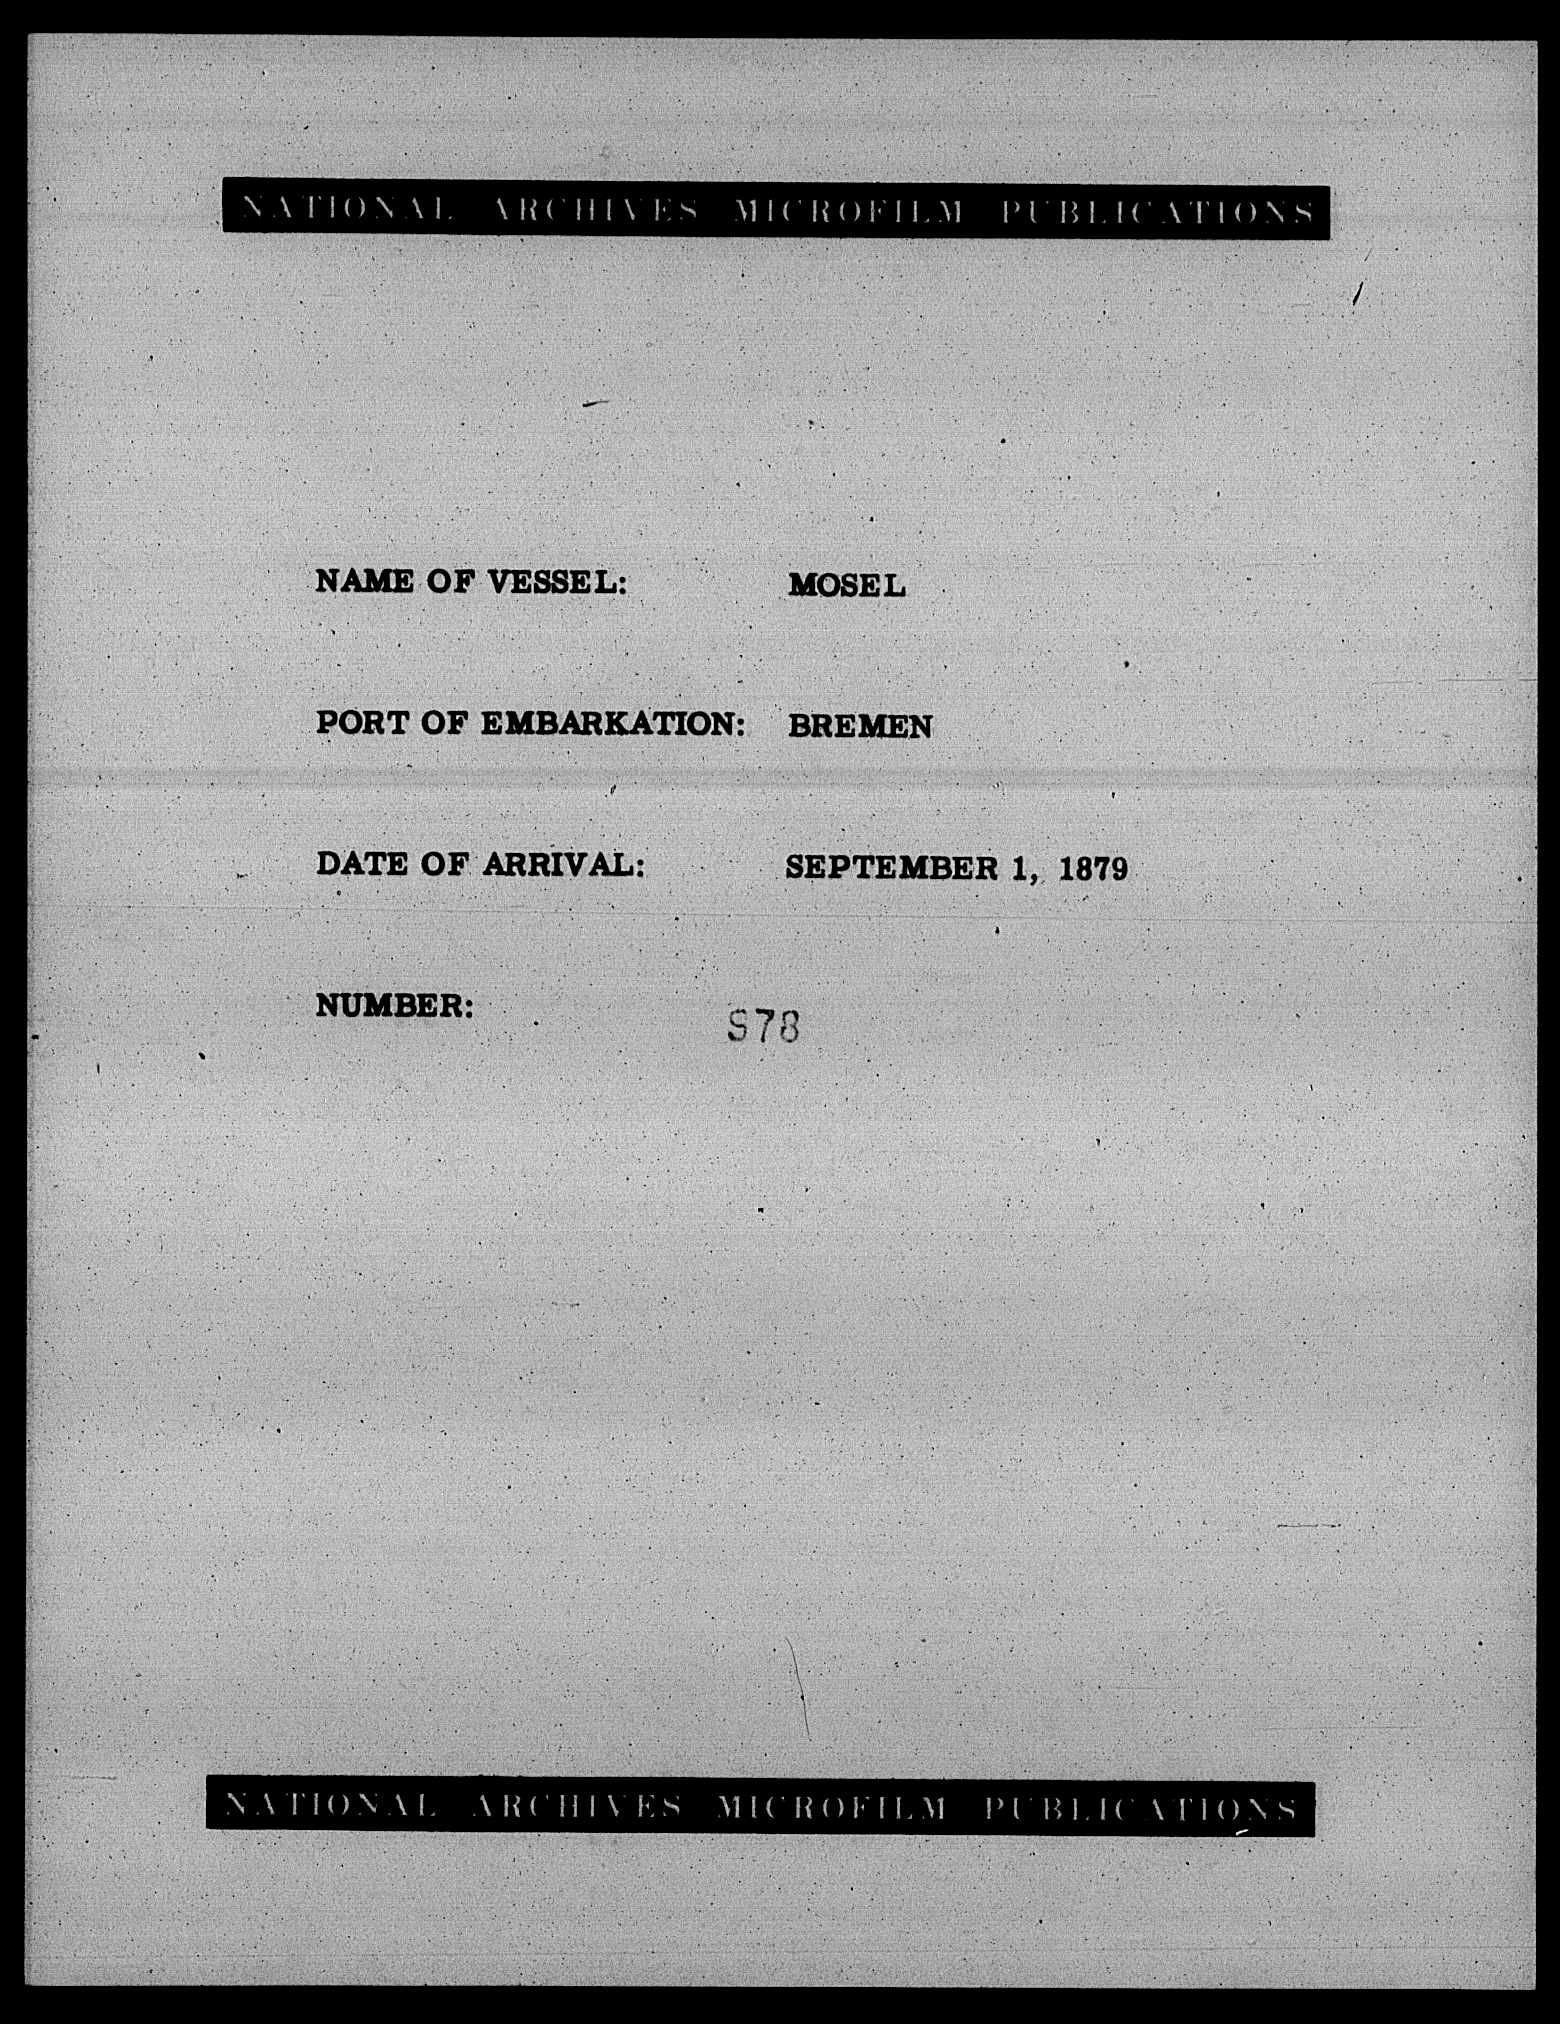 NATIONAL ARCHIVES MICROFILM PUBLICATIONS
NAME OF VESSEL: MOSEL
PORT OF EMBARKATION: BREMEN
DATE OF ARRIVAL: SEPTEMBER 1, 1879
NUMBER: 978
NATIONAL ARCHIVES MICROFILM PUBLICATIONS